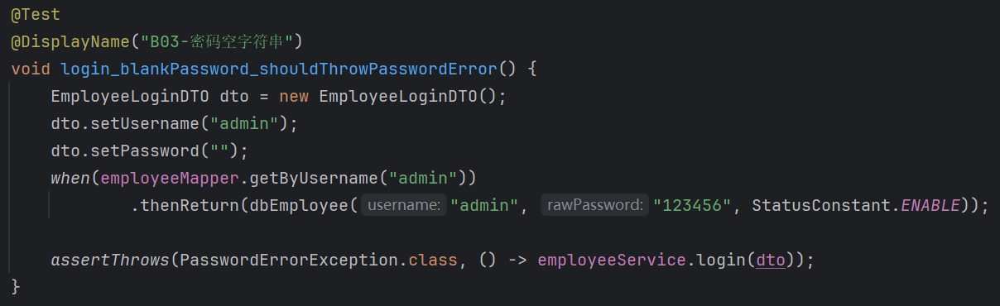 @Test
@DisplayName("B03-密码空字符串")
void login_blankPassword_shouldThrowPasswordError() {
    EmployeeLoginDTO dto = new EmployeeLoginDTO();
    dto.setUsername("admin");
    dto.setPassword("");
    when(employeeMapper.getByUsername("admin"))
            .thenReturn(dbEmployee( username: "admin", rawPassword: "123456", StatusConstant.ENABLE));

    assertThrows(PasswordErrorException.class, () -> employeeService.login(dto));
}